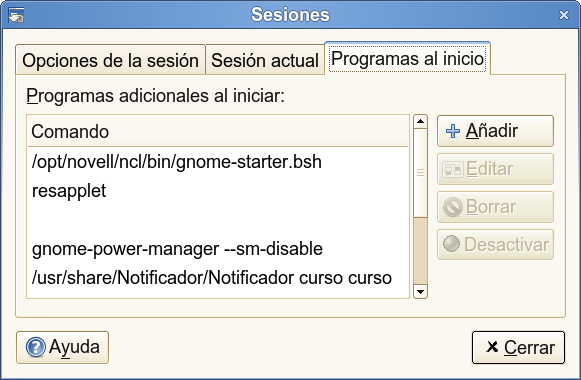 Sesiones
Opciones de la sesión
Sesión actual
Programas al inicio
Programas adicionales al iniciar:
Comando
/opt/novell/ncl/bin/gnome-starter.bsh
resapplet
gnome-power-manager --sm-disable
/usr/share/Notificador/Notificador curso curso
Añadir
Editar
Borrar
Desactivar
Ayuda
Cerrar